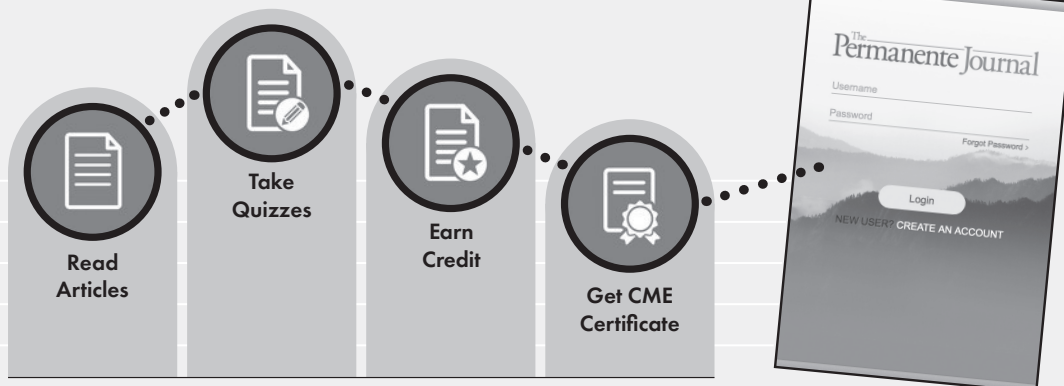 Read
Articles
Take
Quizzes
Earn
Credit
Get CME
Certificate
The
Permanente Journal
Username
Password
Forgot Password >
Login
NEW USER? CREATE AN ACCOUNT